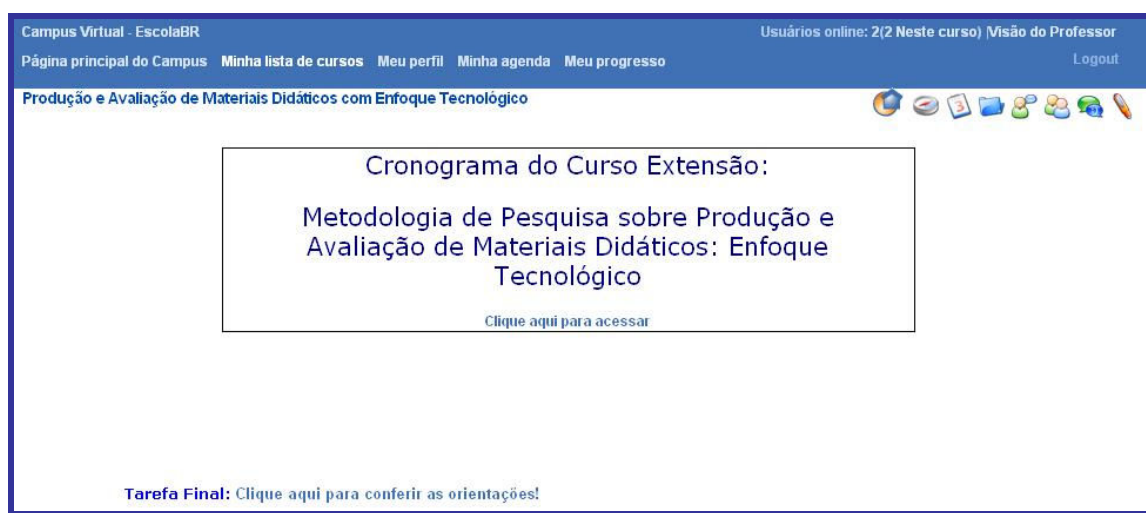 Campus Virtual - EscolaBR
Usuários online: 2(2 Neste curso) |Visão do Professor
Página principal do Campus Minha lista de cursos Meu perfil Minha agenda Meu progresso
Logout
Produção e Avaliação de Materiais Didáticos com Enfoque Tecnológico
3
Cronograma do Curso Extensão:
Metodologia de Pesquisa sobre Produção e
Avaliação de Materiais Didáticos: Enfoque
Tecnológico
Clique aqui para acessar
Tarefa Final: Clique aqui para conferir as orientações!